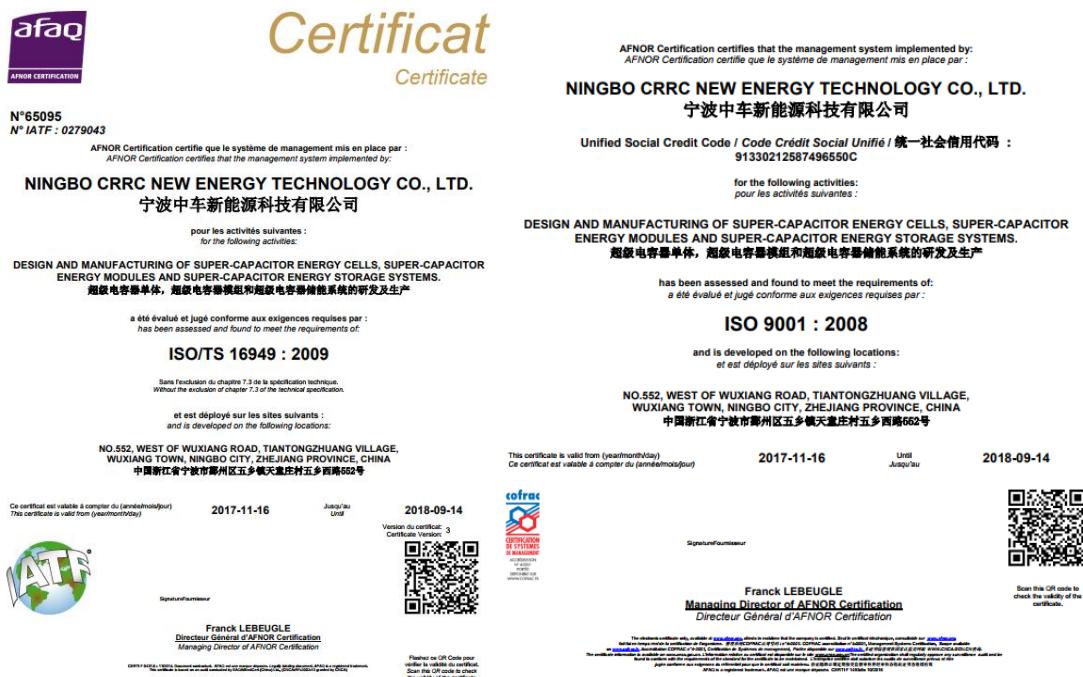 afaq
AFNOR CERTIFICATION
Certificat
Certificate
N°65095
N° IATF : 0279043
AFNOR Certification certifie que le système de management mis en place par :
AFNOR Certification certifies that the management system implemented by:
NINGBO CRRC NEW ENERGY TECHNOLOGY CO., LTD.
宁波中车新能源科技有限公司
pour les activités suivantes :
for the following activities:
DESIGN AND MANUFACTURING OF SUPER-CAPACITOR ENERGY CELLS, SUPER-CAPACITOR
ENERGY MODULES AND SUPER-CAPACITOR ENERGY STORAGE SYSTEMS.
超级电容器单体，超级电容器模组和超级电容器储能系统的研发及生产
a été évalué et jugé conforme aux exigences requises par :
has been assessed and found to meet the requirements of:
ISO/TS 16949 : 2009
Sans l'exclusion du chapitre 7.3 de la spécification technique.
Without the exclusion of chapter 7.3 of the technical specification.
et est déployé sur les sites suivants :
and is developed on the following locations:
NO.552, WEST OF WUXIANG ROAD, TIANTONGZHUANG VILLAGE,
WUXIANG TOWN, NINGBO CITY, ZHEJIANG PROVINCE, CHINA
中国浙江省宁波市鄞州区五乡镇天童庄村五乡西路552号
Ce certificat est valable à compter du (année/mois/jour)
This certificate is valid from (year/month/day)
2017-11-16
Jusqu'au
Until
2018-09-14
Version du certificat:
Certificate Version: 3
IATF
SignatureFournisseur
Franck LEBEUGLE
Directeur Général d'AFNOR Certification
Managing Director of AFNOR Certification
Flashez ce QR Code pour
vérifier la validité du certificat.
Scan this QR code to check
the validity of the certificate
AFNOR Certification certifies that the management system implemented by:
AFNOR Certification certifie que le système de management mis en place par :
NINGBO CRRC NEW ENERGY TECHNOLOGY CO., LTD.
宁波中车新能源科技有限公司
Unified Social Credit Code / Code Crédit Social Unifié / 统一社会信用代码 ：
91330212587496550C
for the following activities:
pour les activités suivantes :
DESIGN AND MANUFACTURING OF SUPER-CAPACITOR ENERGY CELLS, SUPER-CAPACITOR
ENERGY MODULES AND SUPER-CAPACITOR ENERGY STORAGE SYSTEMS.
超级电容器单体，超级电容器模组和超级电容器储能系统的研发及生产
has been assessed and found to meet the requirements of:
a été évalué et jugé conforme aux exigences requises par :
ISO 9001 : 2008
and is developed on the following locations:
et est déployé sur les sites suivants :
NO.552, WEST OF WUXIANG ROAD, TIANTONGZHUANG VILLAGE,
WUXIANG TOWN, NINGBO CITY, ZHEJIANG PROVINCE, CHINA
中国浙江省宁波市鄞州区五乡镇天童庄村五乡西路552号
This certificate is valid from (year/month/day)
Ce certificat est valable à compter du (année/mois/jour)
2017-11-16
Until
Jusqu'au
2018-09-14
cofrac
CERTIFICATION
DE SYSTEMES
DE MANAGEMENT
SignatureFournisseur
Franck LEBEUGLE
Managing Director of AFNOR Certification
Directeur Général d'AFNOR Certification
Scan this QR code to
check the validity of the
certificate.